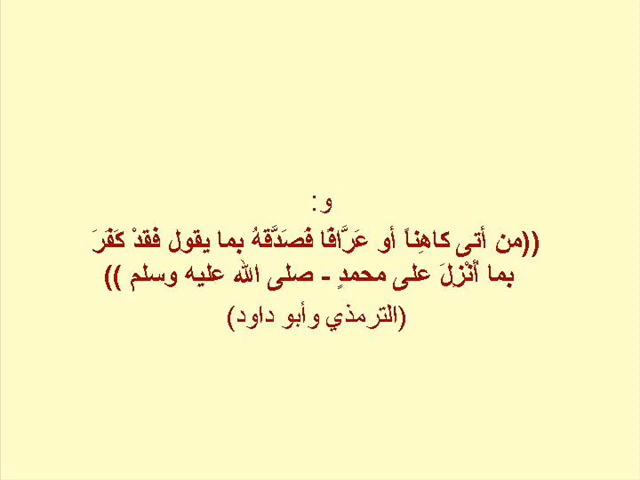 و:
((من أتى كاهِناً أو عَرَّافًا فَصَدَّقهُ بما يقول فقدْ كَفَرَ
بما أُنْزِلَ على محمدٍ - صلى الله عليه وسلم ))
(الترمذي وأبو داود)